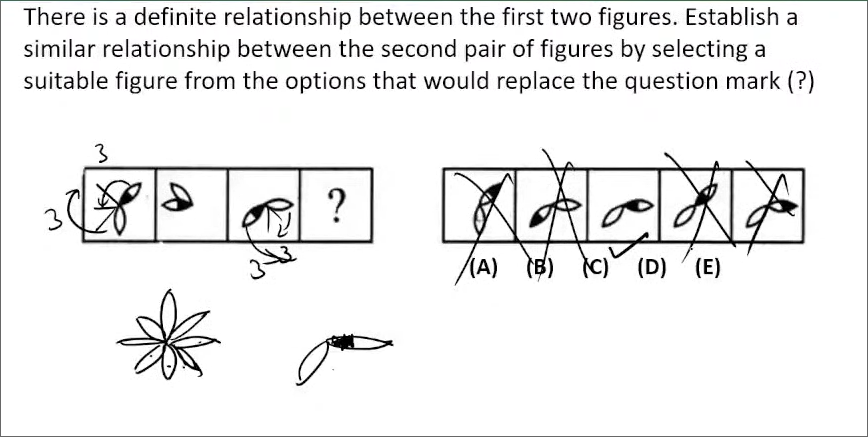 There is a definite relationship between the first two figures. Establish a
similar relationship between the second pair of figures by selecting a
suitable figure from the options that would replace the question mark (?)
3
3
?
3 3
2
(A) (B) (C) (D) (E)